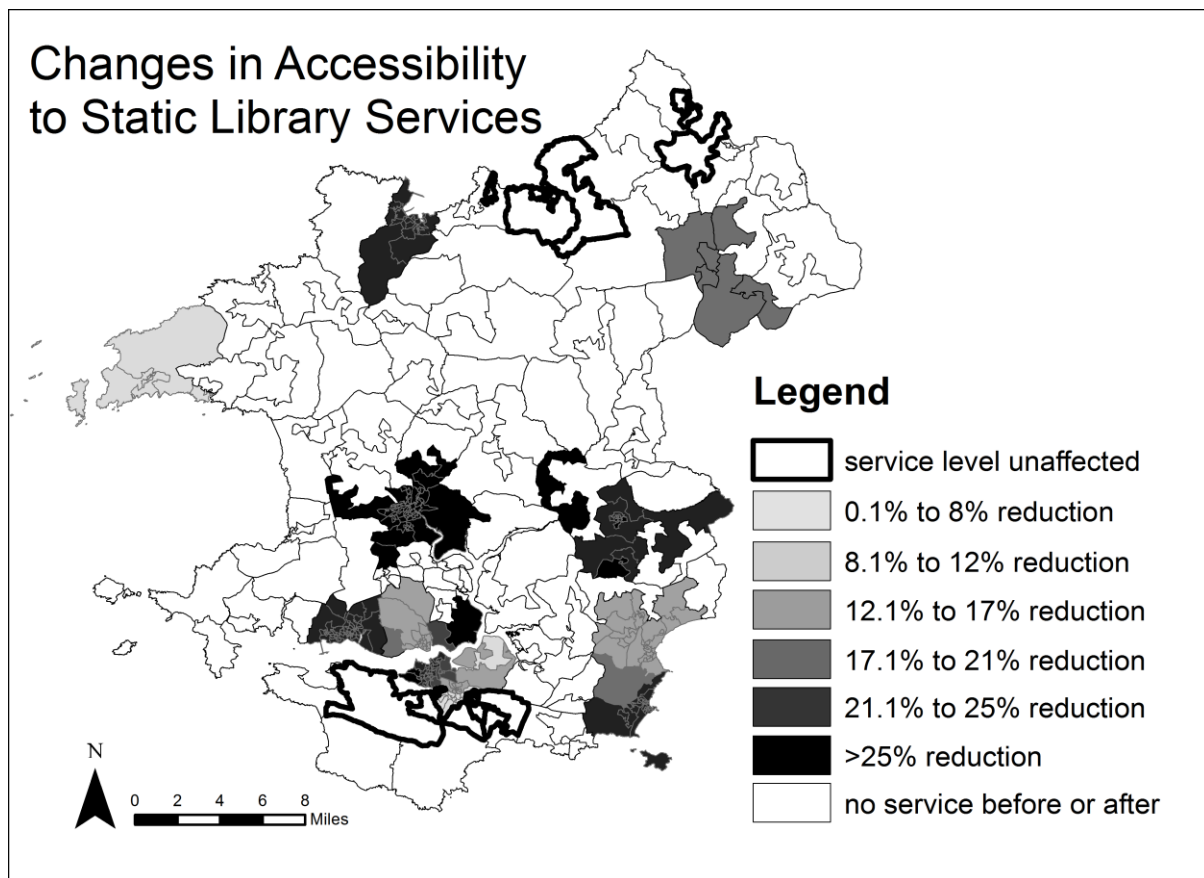 Changes in Accessibility
to Static Library Services
Legend
service level unaffected
0.1% to 8% reduction
8.1% to 12% reduction
12.1% to 17% reduction
17.1% to 21% reduction
21.1% to 25% reduction
>25% reduction
no service before or after
N
0 2 4 6 8
Miles